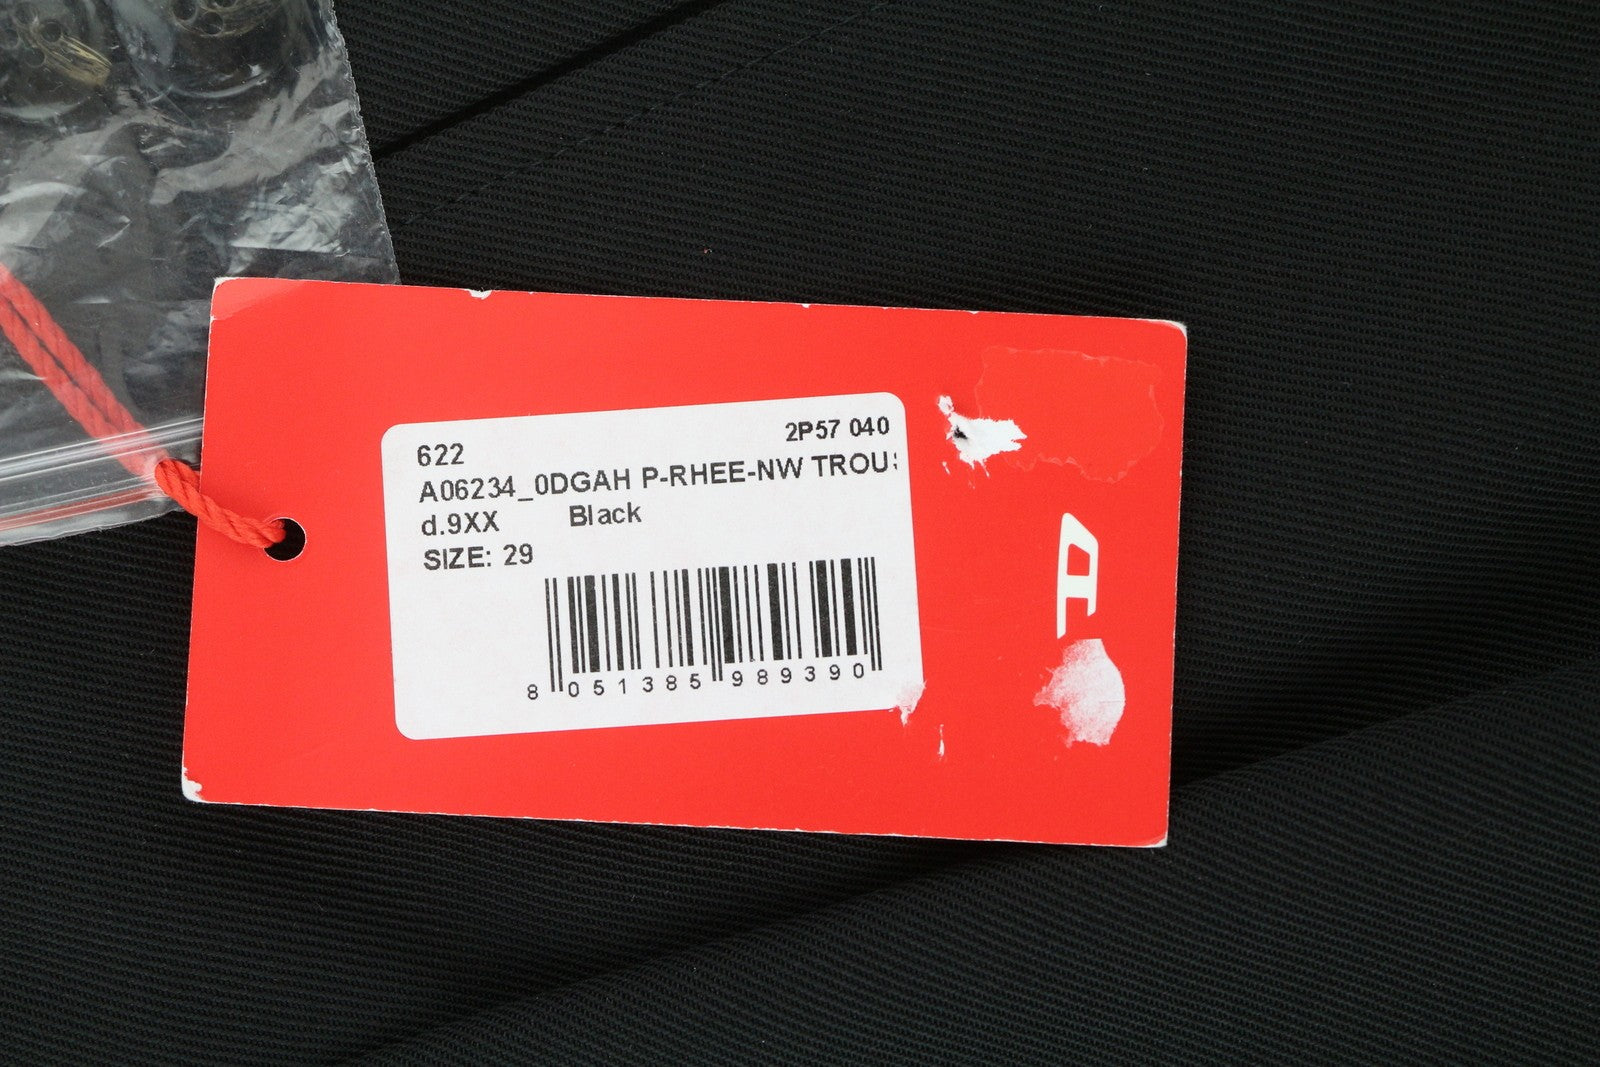 622 2P57 040
A06234_0DGAH P-RHEE-NW TROU
d.9XX Black
SIZE: 29
8 051385 989390